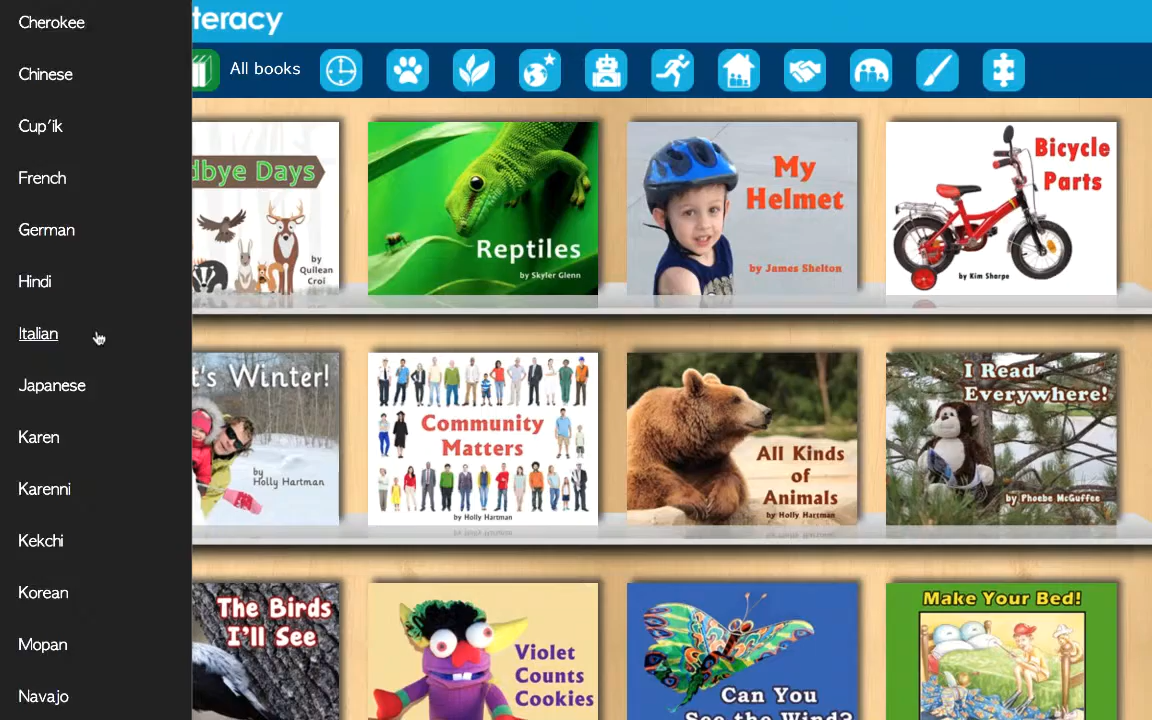 Cherokee
Chinese
Cup'ik
French
German
Hindi
Italian
Japanese
Karen
Karenni
Kekchi
Korean
Mopan
Navajo
teracy
All books
dbye Days
by
Quilean
Croi
Reptiles
by Skyler Glenn
My
Helmet
by James Shelton
Bicycle
Parts
by Kim Sharpe
t's Winter!
by
Holly Hartman
Community
Matters
by Holly Hartman
All Kinds
of
Animals
by Holly Hartman
I Read
Everywhere!
by Phoebe McGuffee
The Birds
I'll See
Violet
Counts
Cookies
Can You
See the Wind?
Make Your Bed!